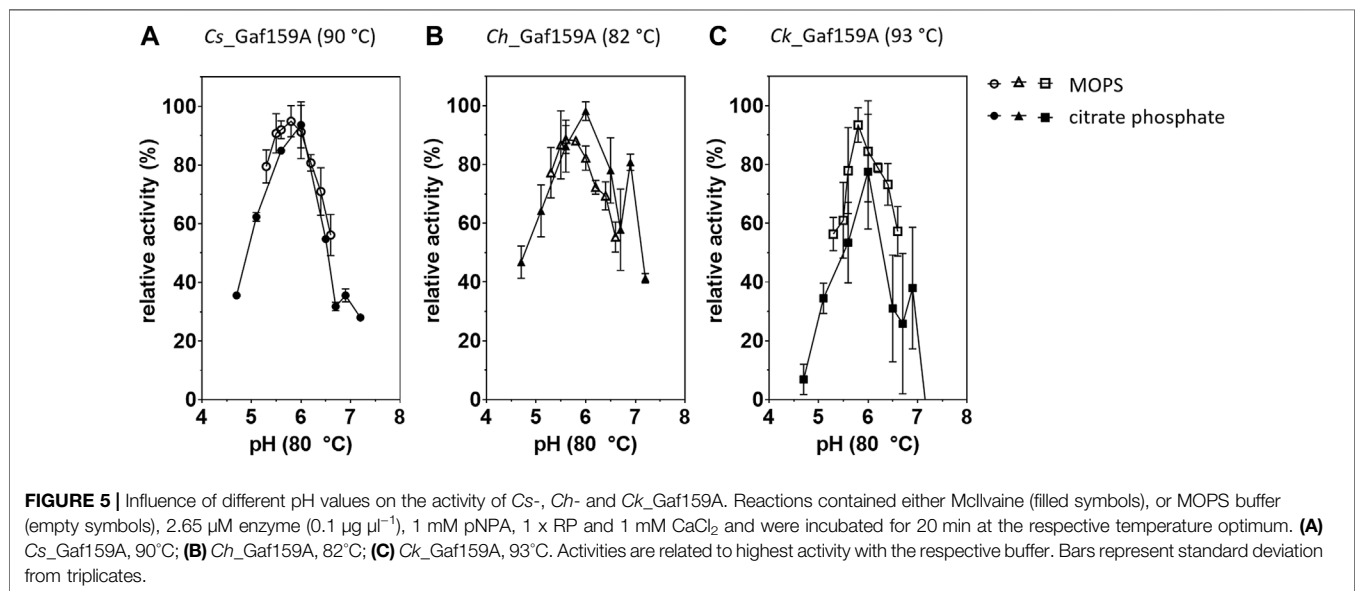 A Cs_Gaf159A (90 °C)
B Ch_Gaf159A (82 °C)
C Ck_Gaf159A (93 °C)
MOPS
citrate phosphate
relative activity (%)
100
80
60
40
20
0
4 5 6 7 8
pH (80 °C)
relative activity (%)
100
80
60
40
20
0
4 5 6 7 8
pH (80 °C)
relative activity (%)
100
80
60
40
20
0
4 5 6 7 8
pH (80 °C)
FIGURE 5 | Influence of different pH values on the activity of Cs-, Ch- and Ck_Gaf159A. Reactions contained either McIlvaine (filled symbols), or MOPS buffer
(empty symbols), 2.65 µM enzyme (0.1 µg µl⁻¹), 1 mM pNPA, 1 x RP and 1 mM CaCl₂ and were incubated for 20 min at the respective temperature optimum. (A)
Cs_Gaf159A, 90°C; (B) Ch_Gaf159A, 82°C; (C) Ck_Gaf159A, 93°C. Activities are related to highest activity with the respective buffer. Bars represent standard deviation
from triplicates.